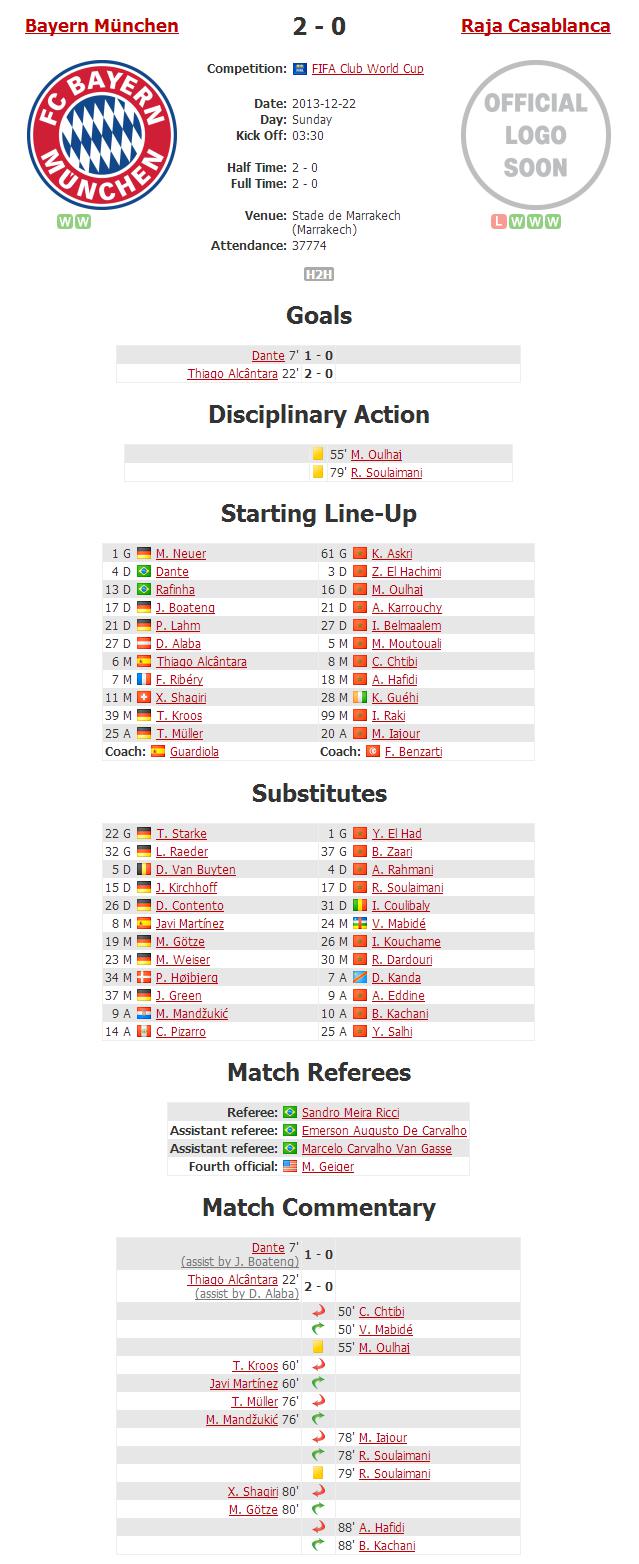 Bayern München 2 - 0 Raja Casablanca
FC BAYERN
MÜNCHEN
Competition: FIFA Club World Cup
OFFICIAL
LOGO
SOON
Date: 2013-12-22
Day: Sunday
Kick Off: 03:30
Half Time: 2 - 0
Full Time: 2 - 0
W W
Venue: Stade de Marrakech
(Marrakech)
L W W W
Attendance: 37774
H2H
Goals
Dante 7' 1 - 0
Thiago Alcântara 22' 2 - 0
Disciplinary Action
55' M. Oulhaj
79' R. Soulaimani
Starting Line-Up
1 G M. Neuer 61 G K. Askri
4 D Dante 3 D Z. El Hachimi
13 D Rafinha 16 D M. Oulhaj
17 D J. Boateng 21 D A. Karrouchy
21 D P. Lahm 27 D I. Belmaalem
27 D D. Alaba 5 M M. Moutouali
6 M Thiago Alcântara 8 M C. Chtibi
7 M F. Ribéry 18 M A. Hafidi
11 M X. Shaqiri 28 M K. Guéhi
39 M T. Kroos 99 M I. Raki
25 A T. Müller 20 A M. Iajour
Coach: Guardiola Coach: F. Benzarti
Substitutes
22 G T. Starke 1 G Y. El Had
32 G L. Raeder 37 G B. Zaari
5 D D. Van Buyten 4 D A. Rahmani
15 D J. Kirchhoff 17 D R. Soulaimani
26 D D. Contento 31 D I. Coulibaly
8 M Javi Martínez 24 M V. Mabidé
19 M M. Götze 26 M I. Kouchame
23 M M. Weiser 30 M R. Dardouri
34 M P. Højbjerg 7 A D. Kanda
37 M J. Green 9 A A. Eddine
9 A M. Mandžukić 10 A B. Kachani
14 A C. Pizarro 25 A Y. Salhi
Match Referees
Referee: Sandro Meira Ricci
Assistant referee: Emerson Augusto De Carvalho
Assistant referee: Marcelo Carvalho Van Gasse
Fourth official: M. Geiger
Match Commentary
Dante 7' 1 - 0
(assist by J. Boateng)
Thiago Alcântara 22' 2 - 0
(assist by D. Alaba)
50' C. Chtibi
50' V. Mabidé
55' M. Oulhaj
T. Kroos 60'
Javi Martínez 60'
T. Müller 76'
M. Mandžukić 76'
78' M. Iajour
78' R. Soulaimani
79' R. Soulaimani
X. Shaqiri 80'
M. Götze 80'
88' A. Hafidi
88' B. Kachani